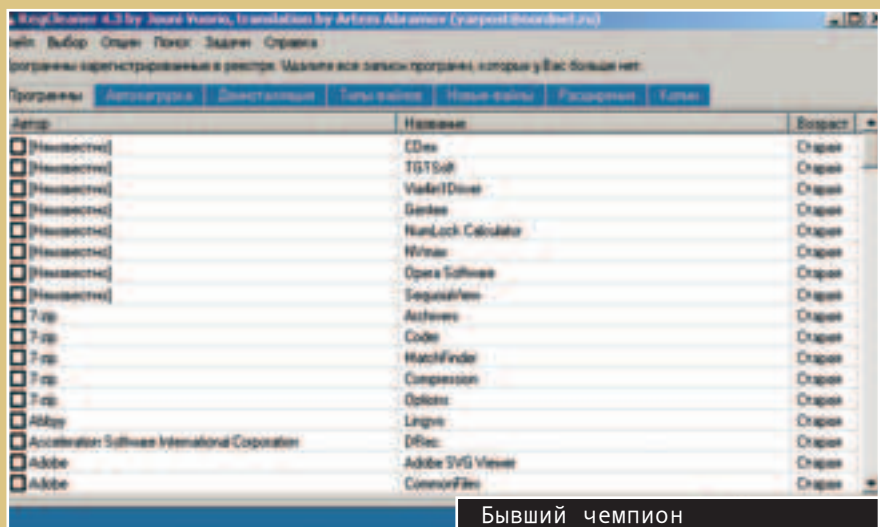 RegCleaner 4.3 by Jouni Vuorio, translation by Artem Abramov
Выбор Опции Поиск Задачи Справка
программы зарегистрированные в реестре. Удалите все записи программ, которых у Вас больше нет.
Программы Автозагрузка Деинсталляция Типы файлов Новые файлы Расширения Копии
Автор Название Возраст
[Неизвестно] CDex Старая
[Неизвестно] TGTSoft Старая
[Неизвестно] Старая
[Неизвестно] Gentee Старая
[Неизвестно] NumLock Calculator Старая
[Неизвестно] NVmax Старая
[Неизвестно] Opera Software Старая
[Неизвестно] SequoiaView Старая
7-zip Archivers Старая
7-zip Codec Старая
7-zip MatchFinder Старая
7-zip Compression Старая
7-zip Options Старая
Abbyy Lingvo Старая
Acceleration Software International Corporation Старая
Adobe Adobe SVG Viewer Старая
Adobe CommonFiles Старая
Бывший чемпион